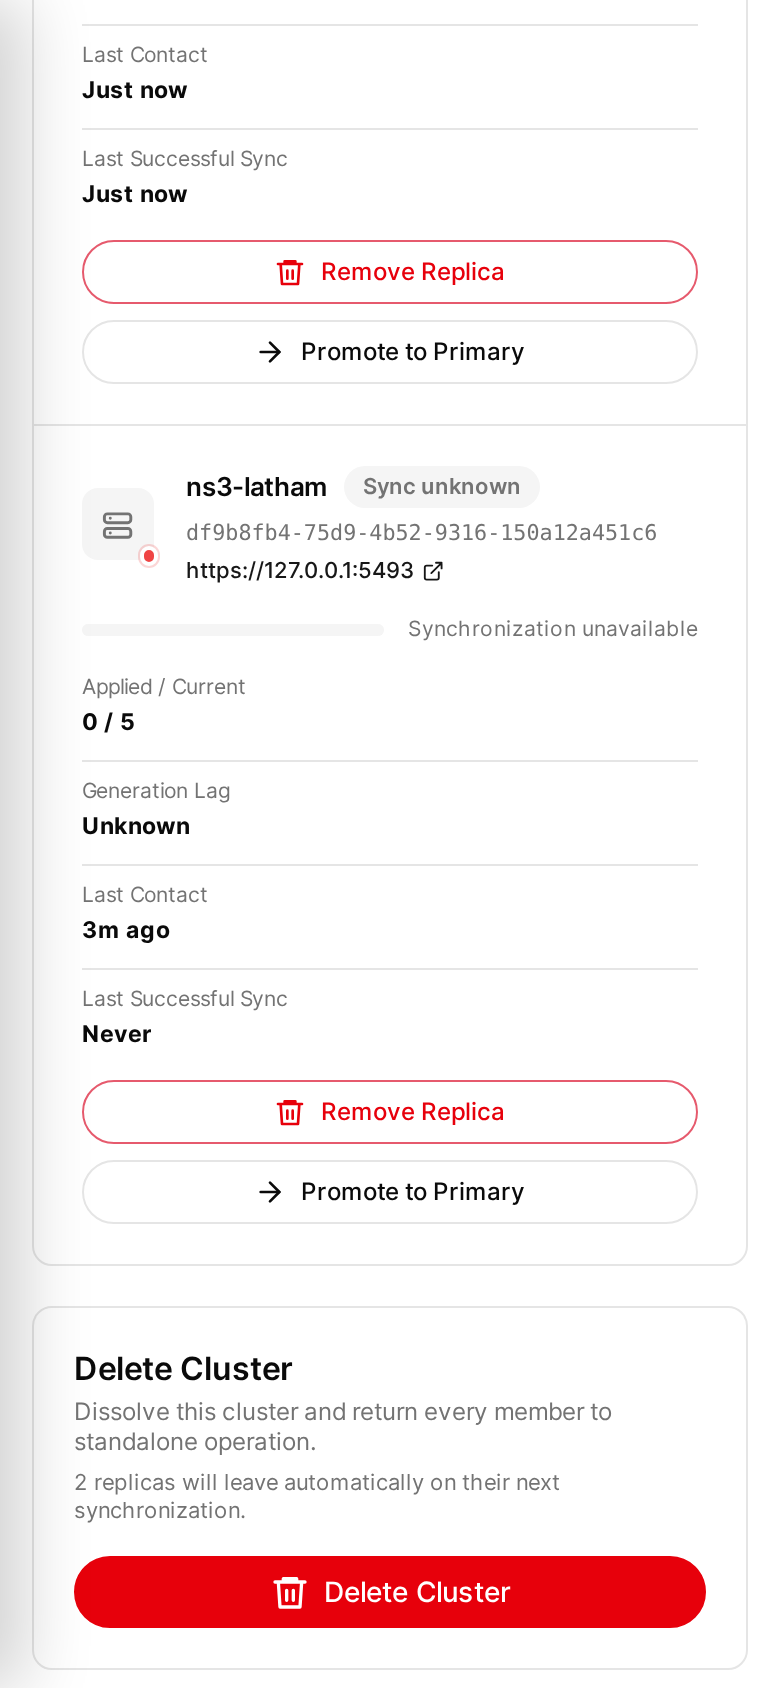 Last Contact
Just now
Last Successful Sync
Just now
Remove Replica
Promote to Primary
ns3-latham Sync unknown
df9b8fb4-75d9-4b52-9316-150a12a451c6
https://127.0.0.1:5493
Synchronization unavailable
Applied / Current
0 / 5
Generation Lag
Unknown
Last Contact
3m ago
Last Successful Sync
Never
Remove Replica
Promote to Primary
Delete Cluster
Dissolve this cluster and return every member to
standalone operation.
2 replicas will leave automatically on their next
synchronization.
Delete Cluster